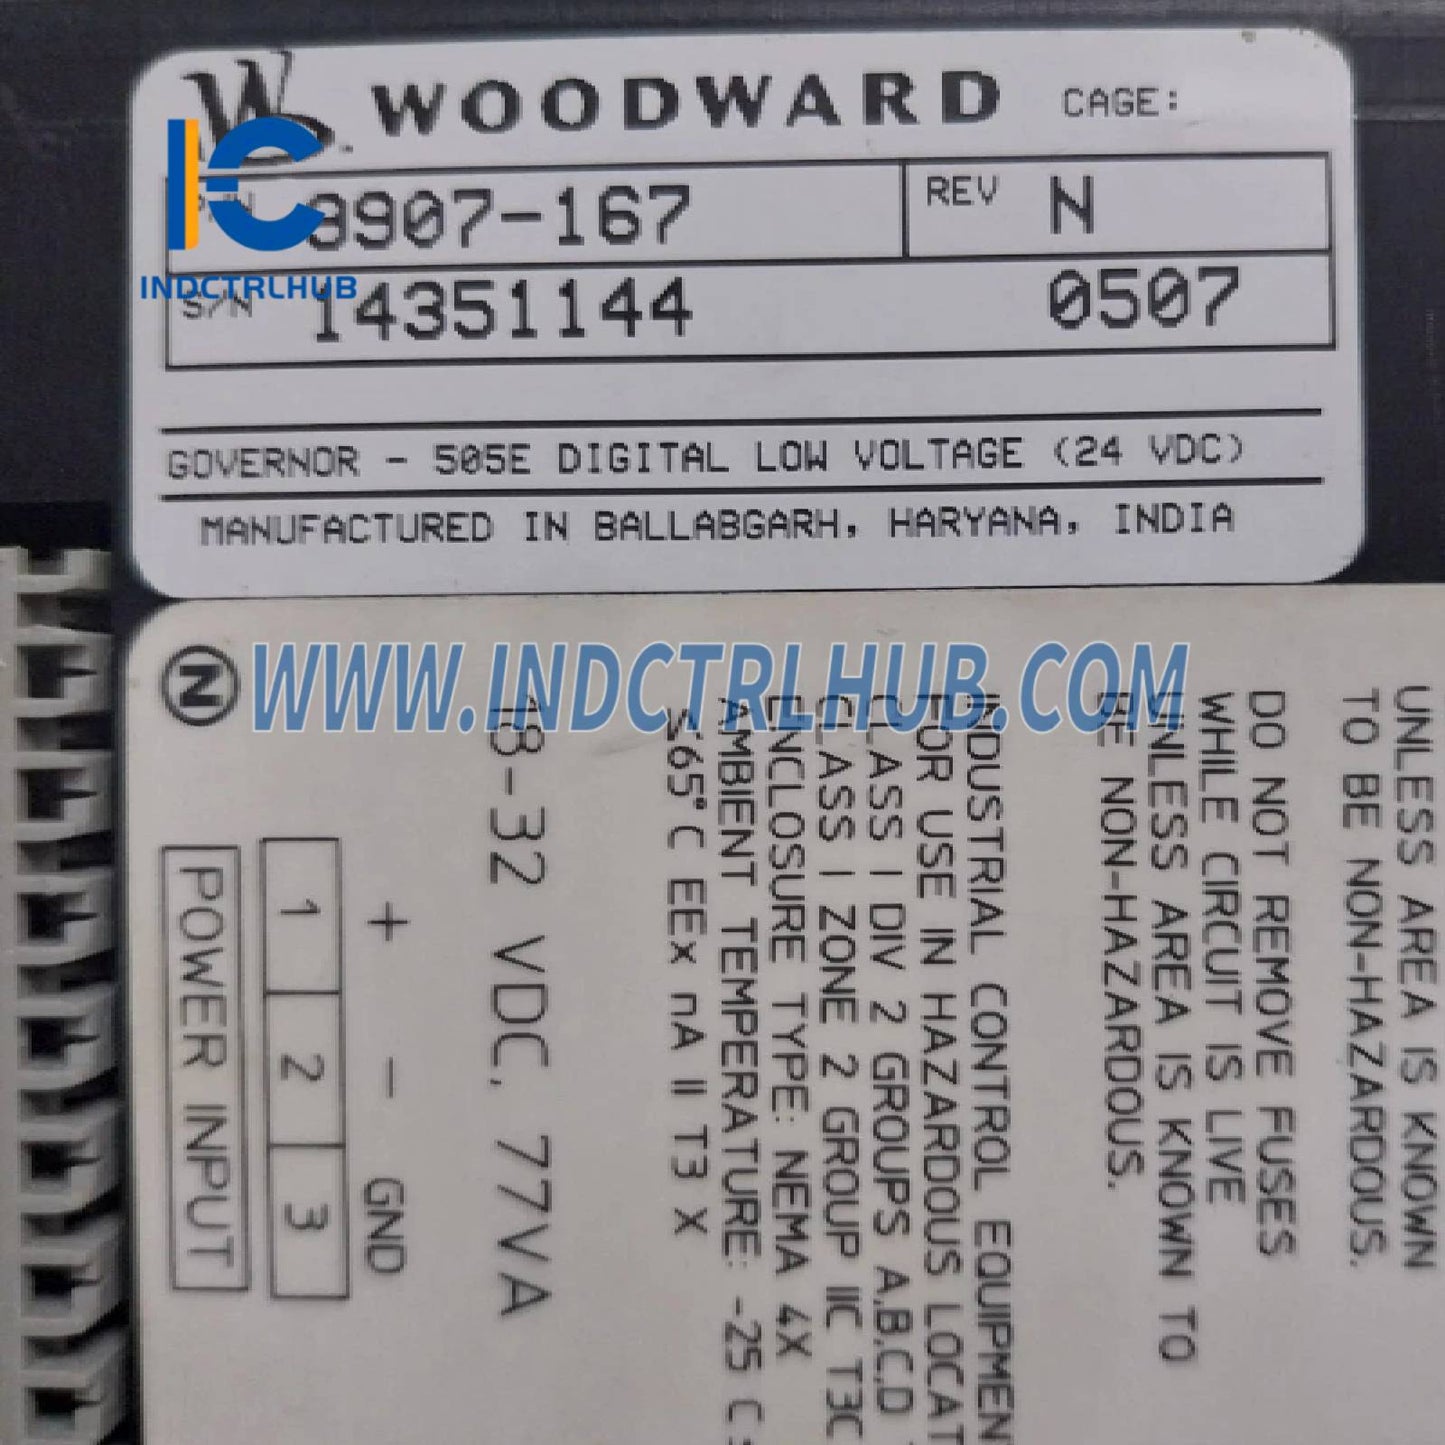 WOODWARD CAGE:
9907-167 REV N
S/N 14351144 0507
INDCTRLHUB
GOVERNOR - 505E DIGITAL LOW VOLTAGE (24 VDC)
MANUFACTURED IN BALLABGARH, HARYANA, INDIA
WWW.INDCTRLHUB.COM
UNLESS AREA IS KNOWN
TO BE NON-HAZARDOUS.
DO NOT REMOVE FUSES
WHILE CIRCUIT IS LIVE
UNLESS AREA IS KNOWN TO
BE NON-HAZARDOUS.
INDUSTRIAL CONTROL EQUIPMEN
FOR USE IN HAZARDOUS LOCAT
CLASS I DIV 2 GROUPS A,B,C,D
CLASS I ZONE 2 GROUP IIC T3C
ENCLOSURE TYPE: NEMA 4X
AMBIENT TEMPERATURE: -25 C
≤65°C EEx nA II T3 X
18-32 VDC, 77VA
+ - GND
1 2 3
POWER INPUT
N